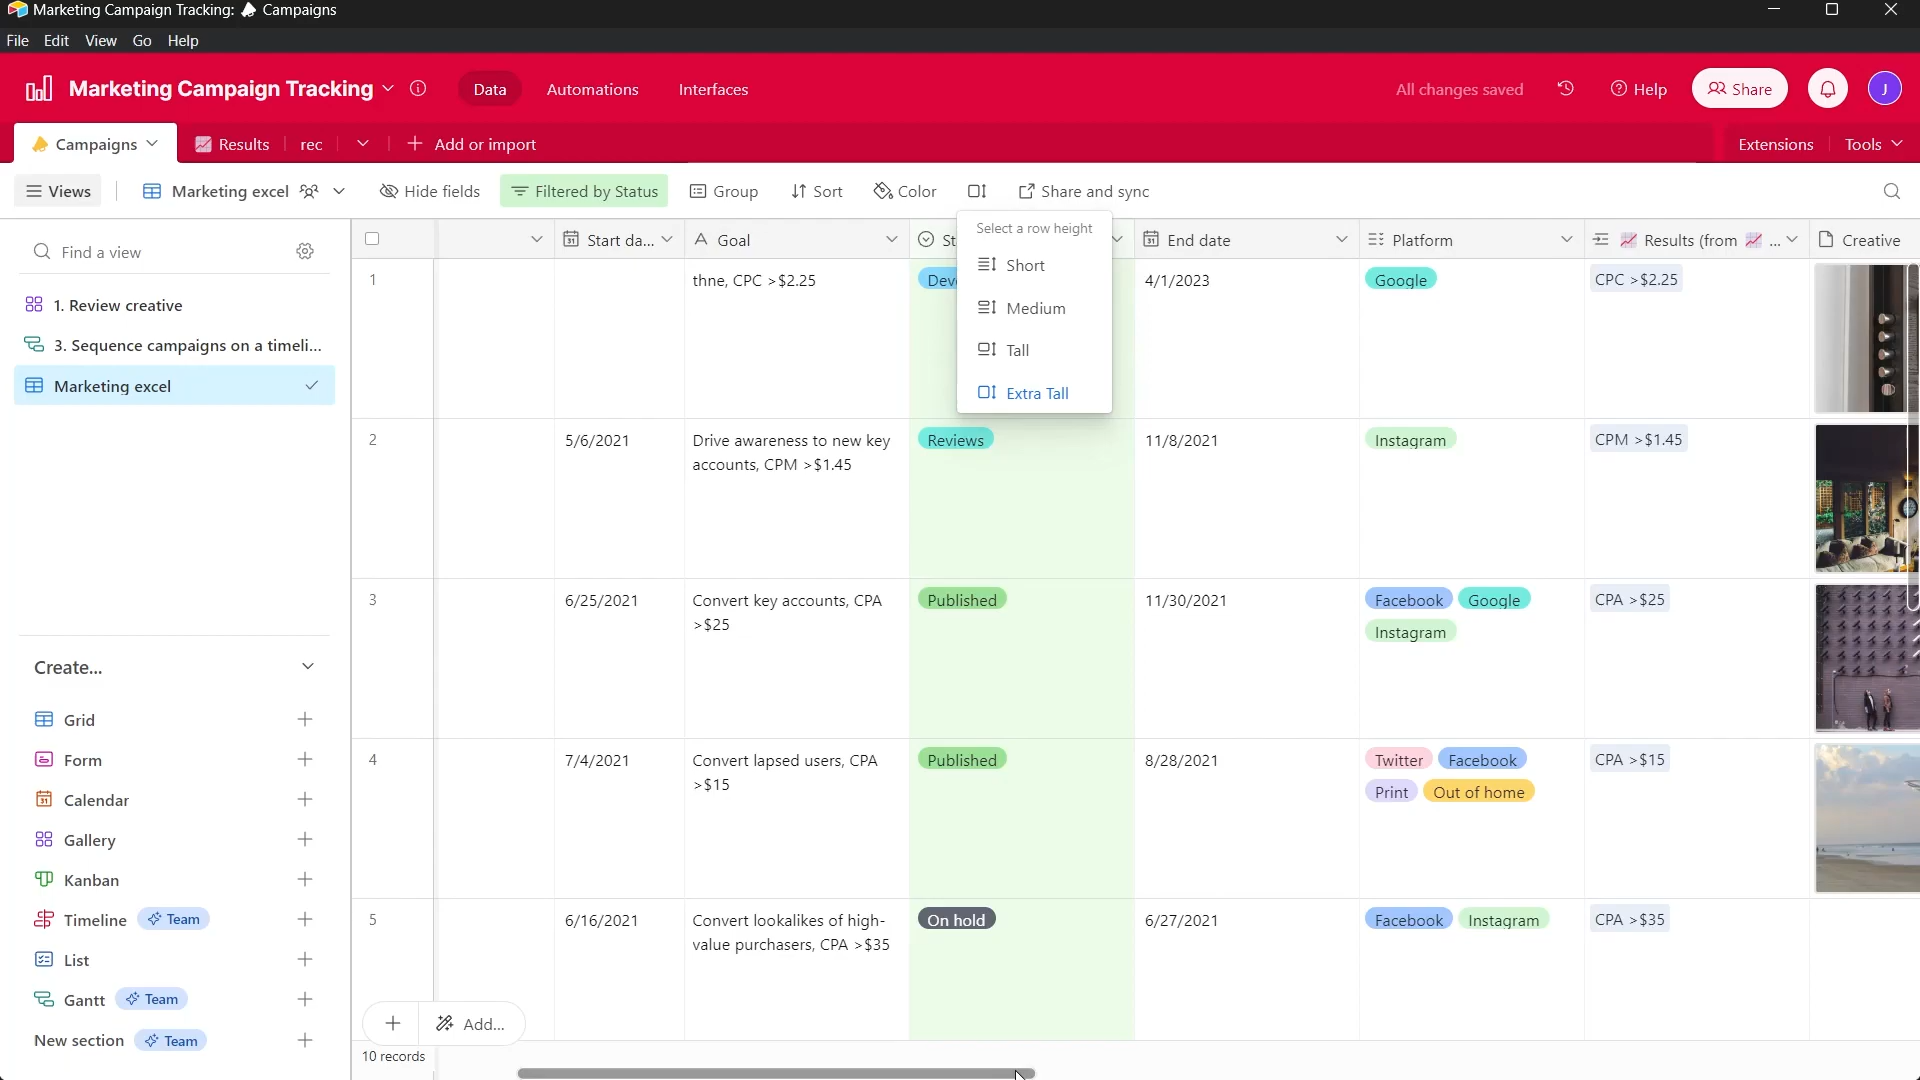 Marketing Campaign Tracking: Campaigns
File Edit View Go Help
Marketing Campaign Tracking Data Automations Interfaces All changes saved Help Share J
Campaigns Results rec Add or import Extensions Tools
Views Marketing excel Hide fields Filtered by Status Group Sort Color Share and sync
Find a view
1. Review creative
3. Sequence campaigns on a timeli...
Marketing excel
Create...
Grid
Form
Calendar
Gallery
Kanban
Timeline Team
List
Gantt Team
New section Team
Start da... Goal St End date Platform Results (from ... Creative
Select a row height
Short
Medium
Tall
Extra Tall
1 thne, CPC >$2.25 Deve 4/1/2023 Google CPC >$2.25
2 5/6/2021 Drive awareness to new key Reviews 11/8/2021 Instagram CPM >$1.45
accounts, CPM >$1.45
3 6/25/2021 Convert key accounts, CPA Published 11/30/2021 Facebook Google CPA >$25
>$25 Instagram
4 7/4/2021 Convert lapsed users, CPA Published 8/28/2021 Twitter Facebook CPA >$15
>$15 Print Out of home
5 6/16/2021 Convert lookalikes of high- On hold 6/27/2021 Facebook Instagram CPA >$35
value purchasers, CPA >$35
Add...
10 records